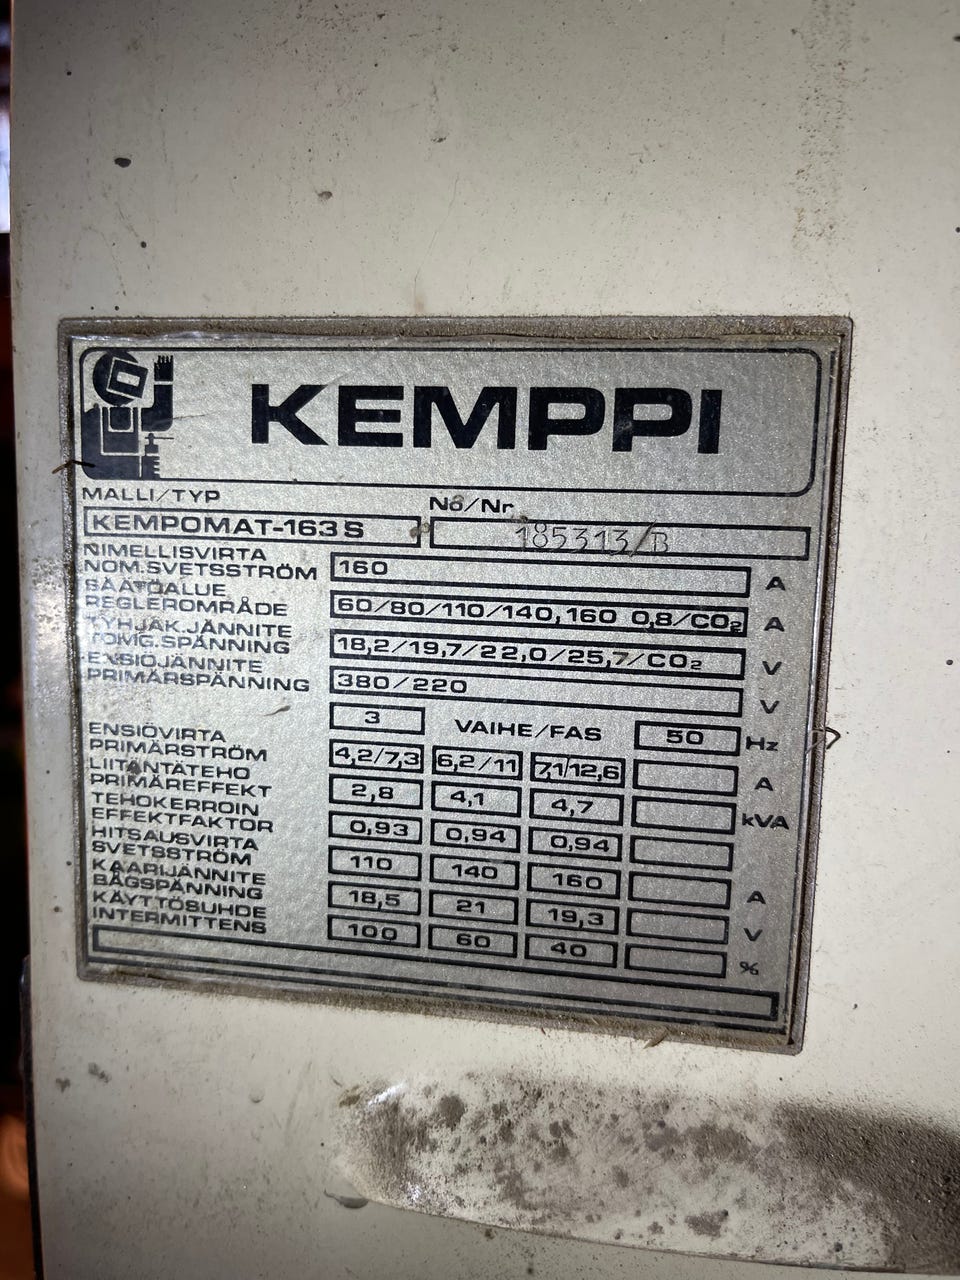 KEMPPI
MALLI/TYP No/Nr
KEMPOMAT-163 S 185313/B
NIMELLISVIRTA
NOM.SVETSSTRÖM 160 A
SÄÄTÖALUE
REGLEROMRÅDE 60/80/110/140,160 0,8/CO₂ A
TYHJÄK.JÄNNITE
TOMG.SPÄNNING 18,2/19,7/22,0/25,7/CO₂ V
ENSIÖJÄNNITE
PRIMÄRSPÄNNING 380/220 V
3 VAIHE/FAS 50 Hz
ENSIÖVIRTA
PRIMÄRSTRÖM 4,2/7,3 6,2/11 7,1/12,6 A
LIITÄNTÄTEHO
PRIMÄREFFEKT 2,8 4,1 4,7 kVA
TEHOKERROIN
EFFEKTFAKTOR 0,93 0,94 0,94
HITSAUSVIRTA
SVETSSTRÖM 110 140 160 A
KAARIJÄNNITE
BÅGSPÄNNING 18,5 21 19,3 V
KÄYTTÖSUHDE
INTERMITTENS 100 60 40 %